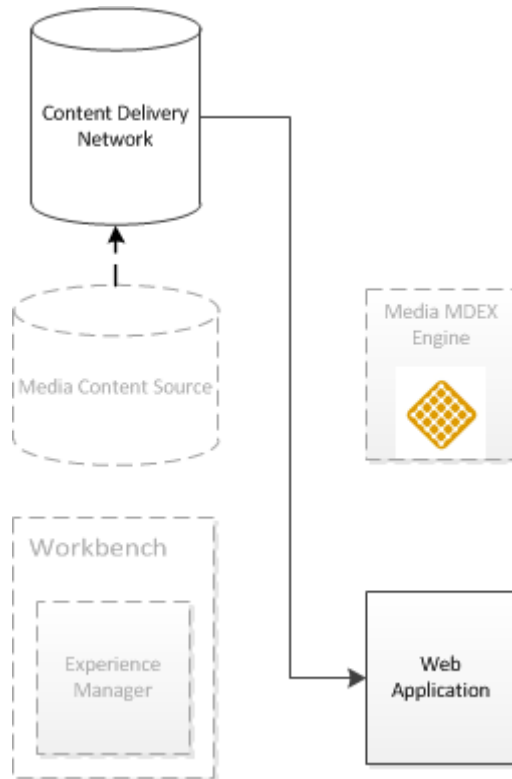 Content Delivery
Network
Media Content Source
Media MDEX
Engine
Workbench
Experience
Manager
Web
Application